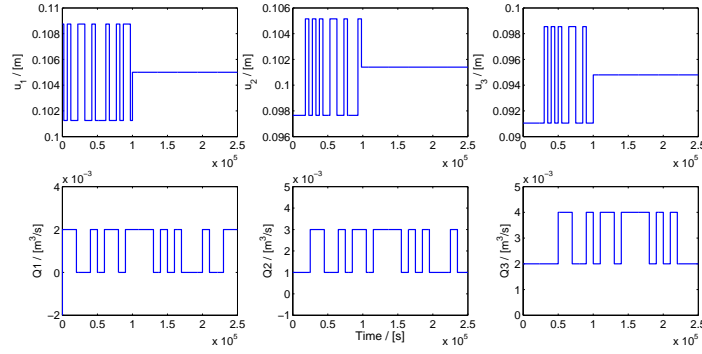 0.11
0.108
0.106
0.104
0.102
0.1
u1 / [m]
0 0.5 1 1.5 2 2.5
x 10^5
0.106
0.104
0.102
0.1
0.098
0.096
u2 / [m]
0 0.5 1 1.5 2 2.5
x 10^5
0.1
0.098
0.096
0.094
0.092
0.09
u3 / [m]
0 0.5 1 1.5 2 2.5
x 10^5
x 10^-3
4
2
0
−2
Q1 / [m^3/s]
0 0.5 1 1.5 2 2.5
x 10^5
x 10^-3
5
4
3
2
1
0
−1
Q2 / [m^3/s]
0 0.5 1 1.5 2 2.5
x 10^5
Time / [s]
x 10^-3
5
4
3
2
1
0
Q3 / [m^3/s]
0 0.5 1 1.5 2 2.5
x 10^5